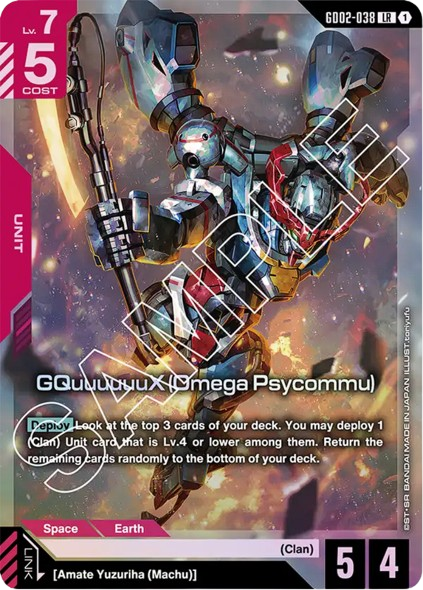 Lv. 7
5
COST
GD02-038 LR 1
UNIT
SAMPLE
GQuuuuuuX (Omega Psycommu)
Deploy Look at the top 3 cards of your deck. You may deploy 1
(Clan) Unit card that is Lv.4 or lower among them. Return the
remaining cards randomly to the bottom of your deck.
©ST·SR BANDAI MADE IN JAPAN ILLUST.toriyufu
Space Earth
LINK
(Clan)
[Amate Yuzuriha (Machu)]
5 4